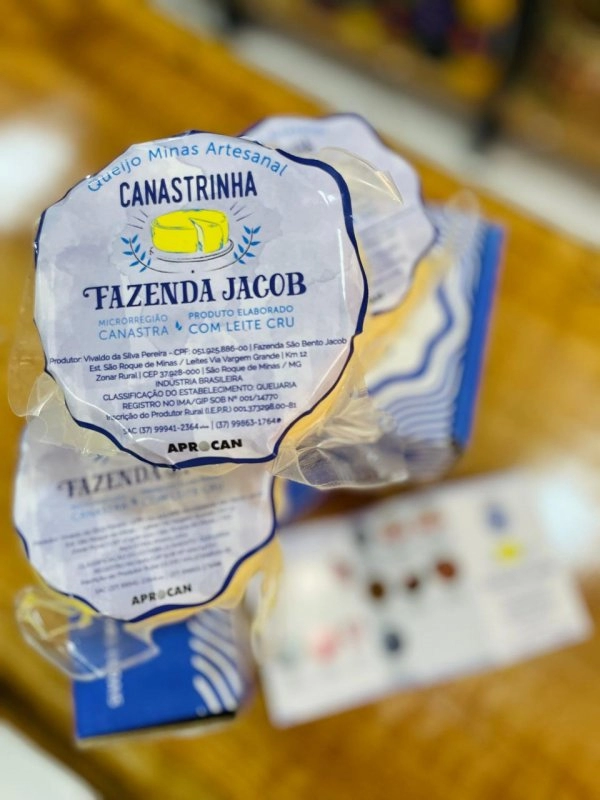 Queijo Minas Artesanal
CANASTRINHA
FAZENDA JACOB
MICRORREGIÃO
CANASTRA
PRODUTO ELABORADO
COM LEITE CRU
Produtor: Vivaldo da Silva Pereira - CPF: 051.925.886-00 | Fazenda São Bento Jacob
Est. São Roque de Minas / Leites Via Vargem Grande | Km 12
Zonar Rural | CEP 37.928-000 | São Roque de Minas / MG
INDÚSTRIA BRASILEIRA
CLASSIFICAÇÃO DO ESTABELECIMENTO: QUEIJARIA
REGISTRO NO IMA/GIP SOB Nº 001/14770
Inscrição do Produtor Rural (I.E.P.R) 001.373298.00-81
SAC (37) 99941-2364 | (37) 99863-1764
APROCAN
FAZENDA
CANASTRA COM LEITE CRU
APROCAN